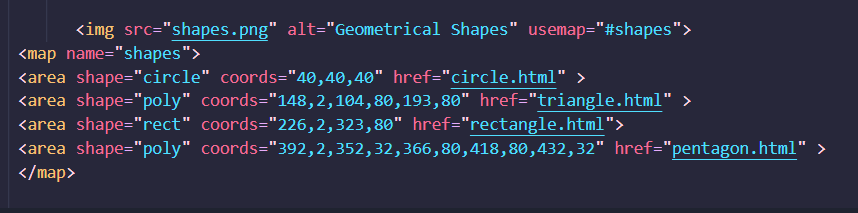 <img src="shapes.png" alt="Geometrical Shapes" usemap="#shapes">
<map name="shapes">
<area shape="circle" coords="40,40,40" href="circle.html" >
<area shape="poly" coords="148,2,104,80,193,80" href="triangle.html" >
<area shape="rect" coords="226,2,323,80" href="rectangle.html">
<area shape="poly" coords="392,2,352,32,366,80,418,80,432,32" href="pentagon.html" >
</map>